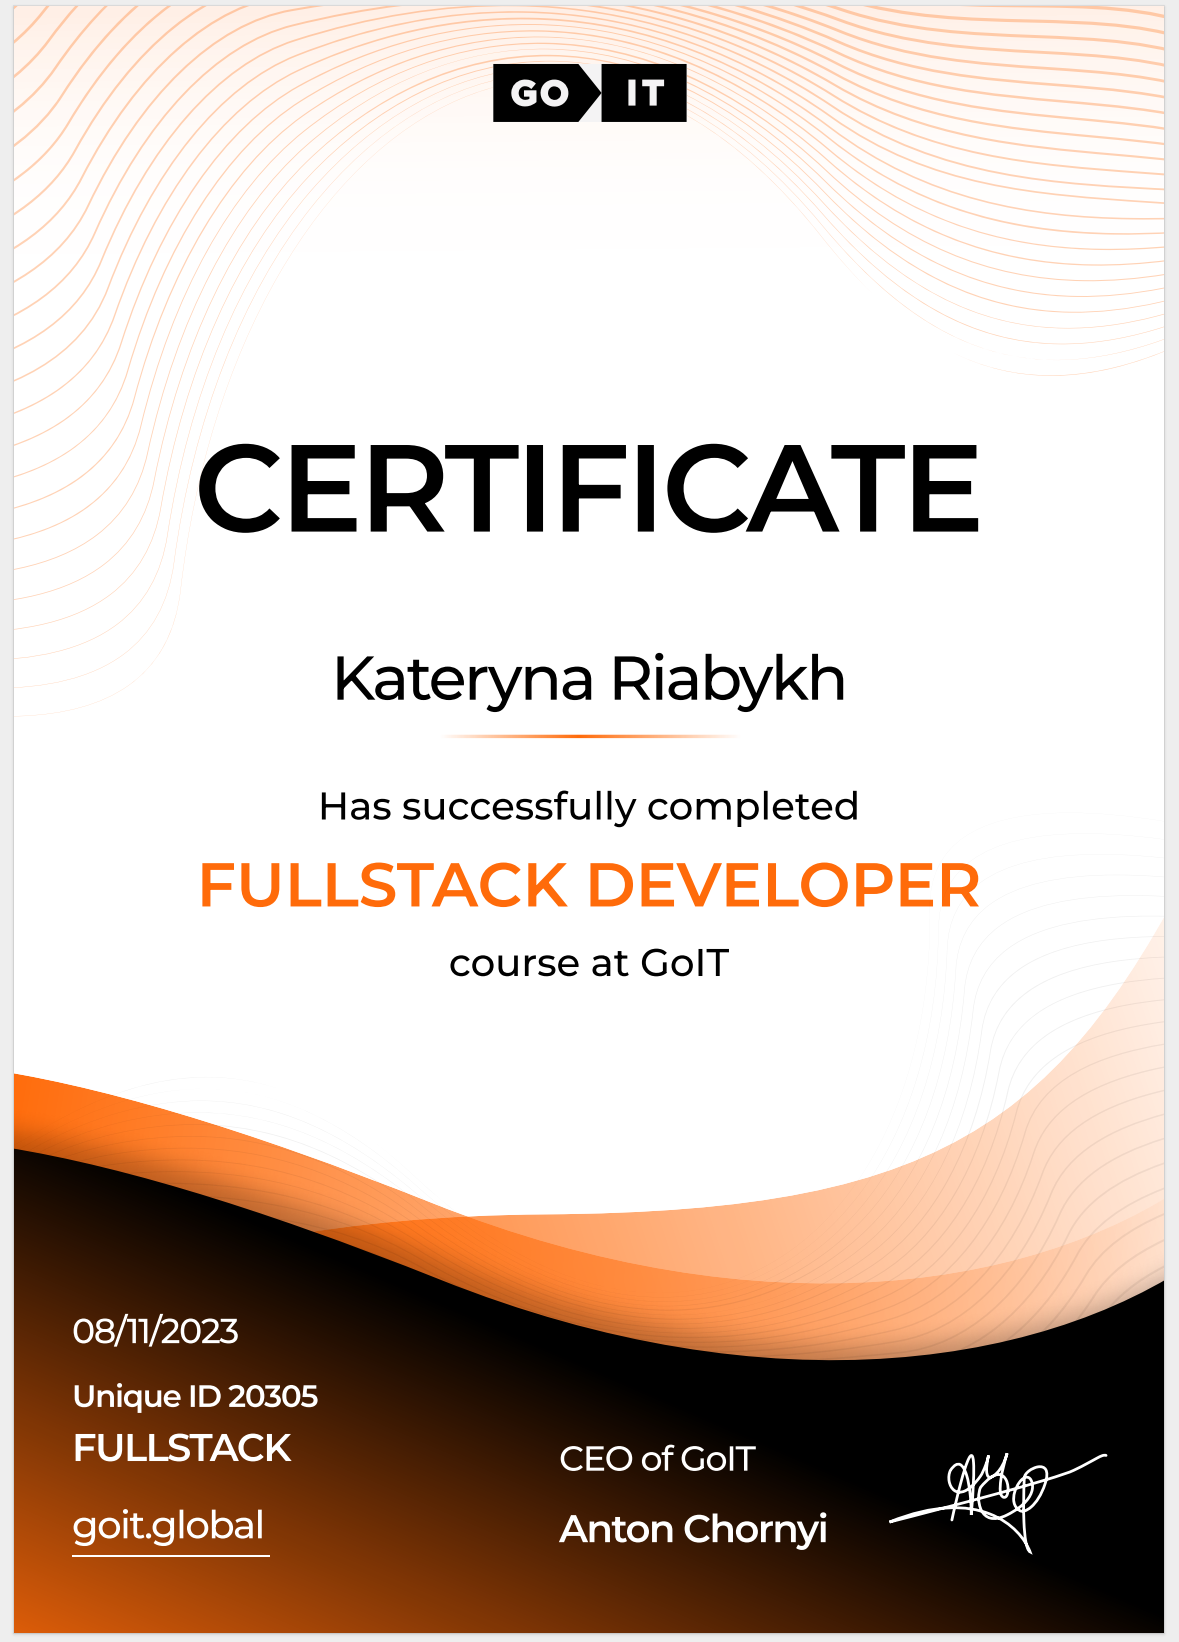 GO IT
CERTIFICATE
Kateryna Riabykh
Has successfully completed
FULLSTACK DEVELOPER
course at GoIT
08/11/2023
Unique ID 20305
FULLSTACK
goit.global
CEO of GoIT
Anton Chornyi